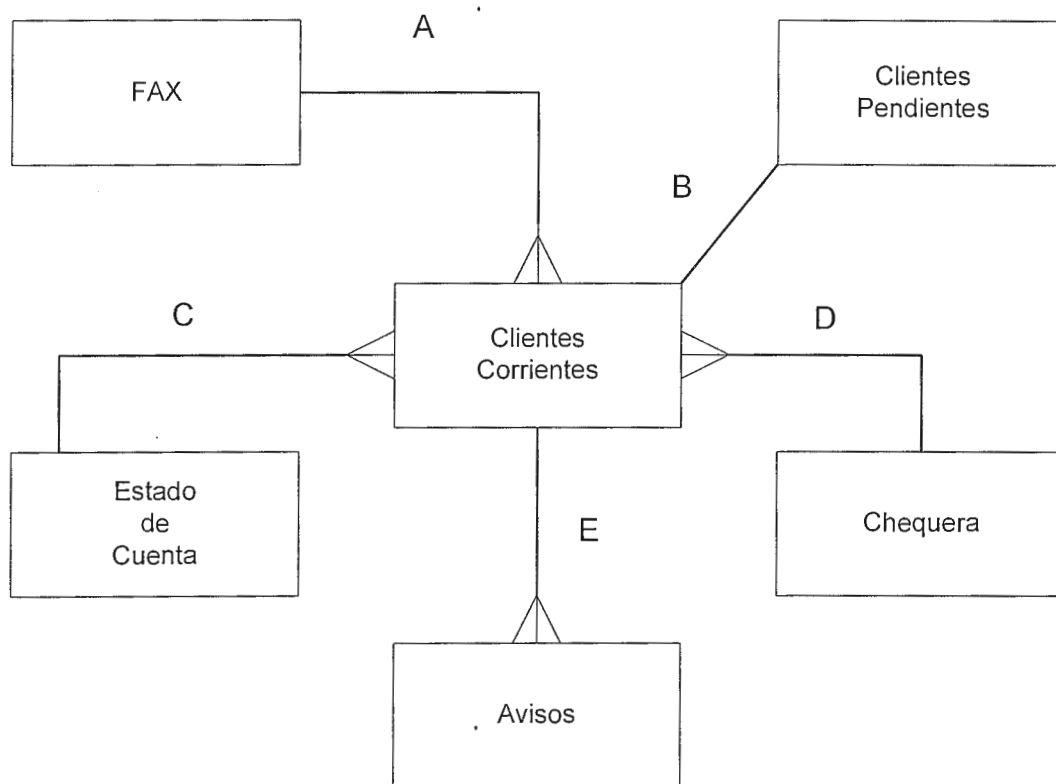 A
FAX
Clientes
Pendientes
B
C
Clientes
Corrientes
D
Estado
de
Cuenta
E
Chequera
Avisos